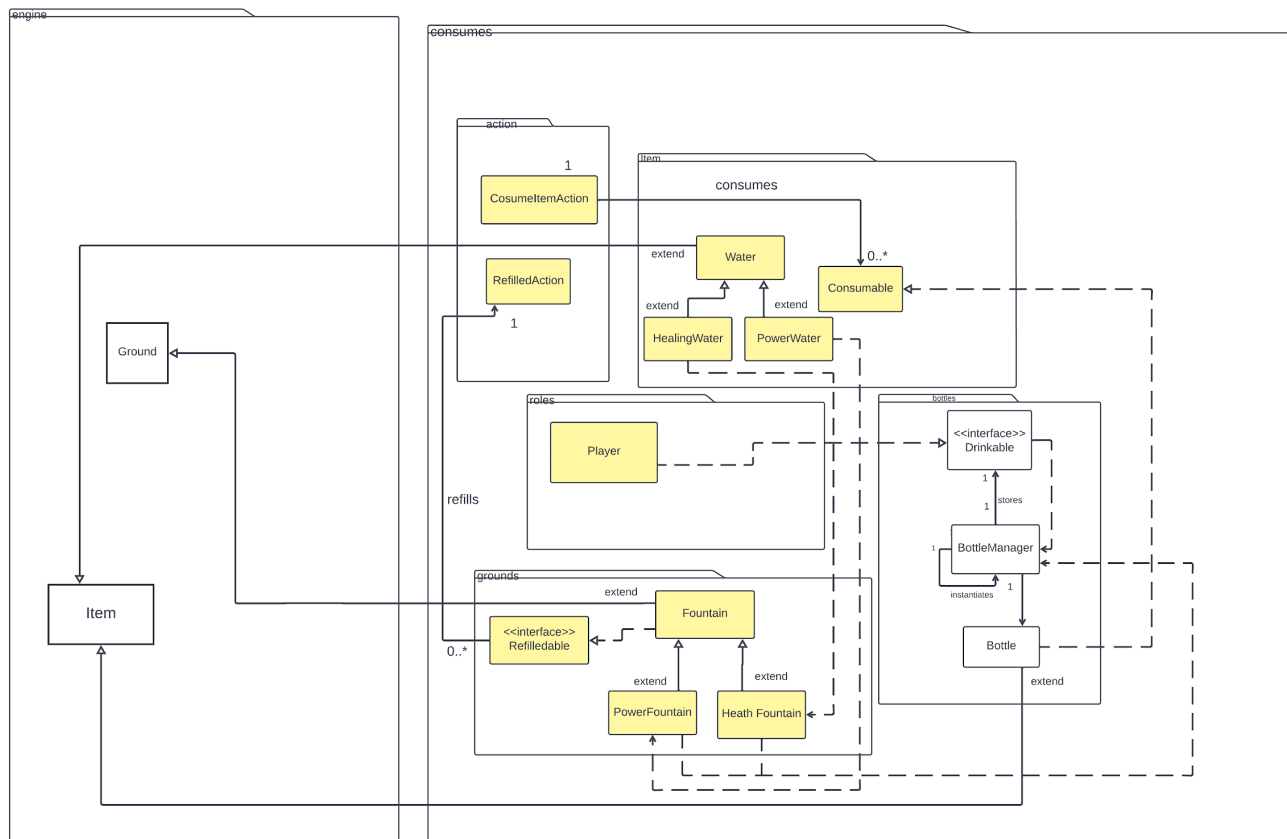 engine
consumes
action
1
CosumeItemAction
Item
consumes
extend
Water
0..*
RefilledAction
Consumable
extend
extend
1
HealingWater
PowerWater
Ground
roles
bottles
Player
<<interface>>
Drinkable
1
refills
1
stores
1
BottleManager
instantiates
1
grounds
extend
Item
Fountain
<<interface>>
Refilledable
0..*
Bottle
extend
extend
extend
PowerFountain
Heath Fountain